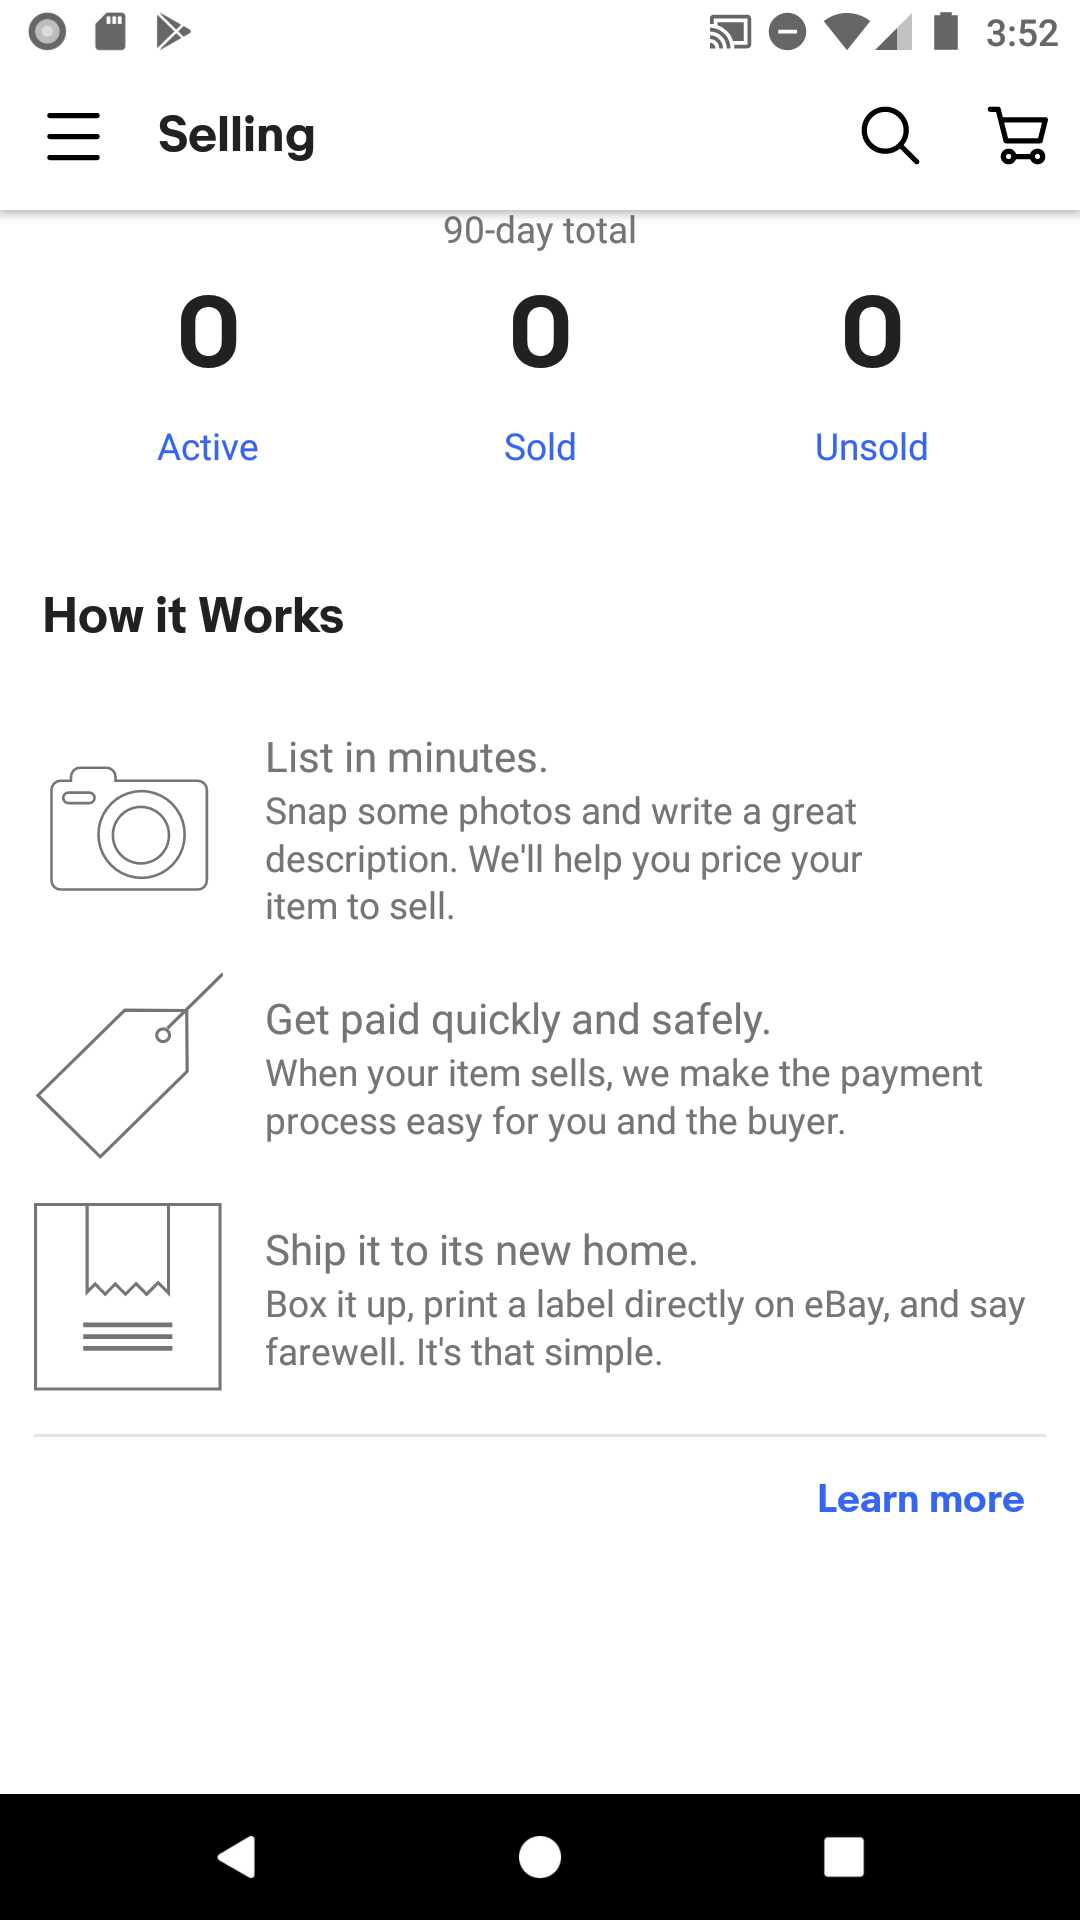 3:52
Selling
90-day total
0 0 0
Active Sold Unsold
How it Works
List in minutes.
Snap some photos and write a great
description. We'll help you price your
item to sell.
Get paid quickly and safely.
When your item sells, we make the payment
process easy for you and the buyer.
Ship it to its new home.
Box it up, print a label directly on eBay, and say
farewell. It's that simple.
Learn more